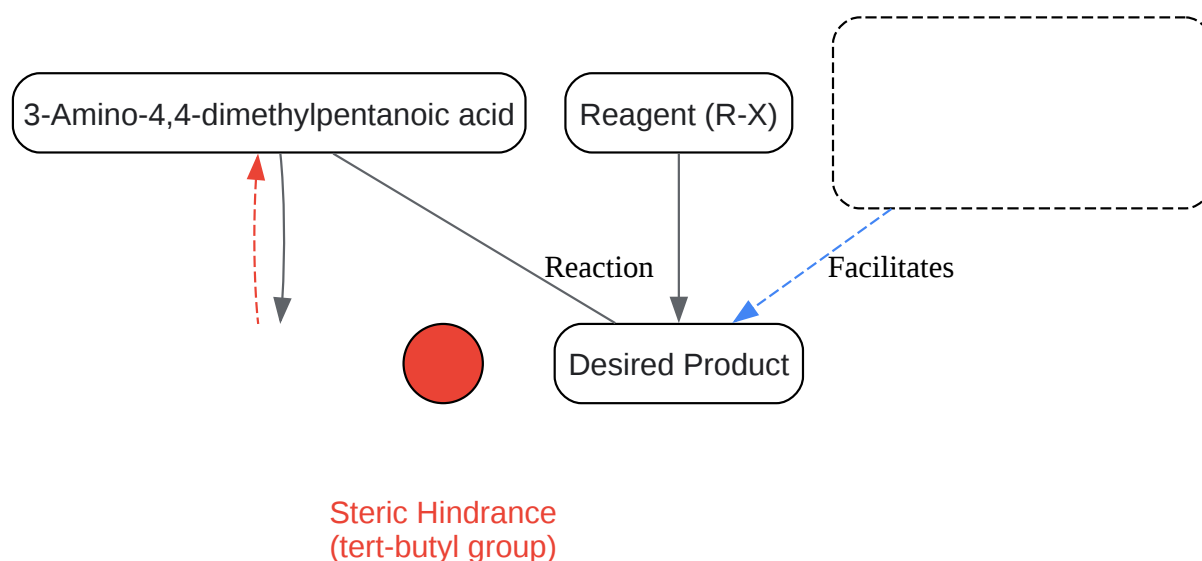 3-Amino-4,4-dimethylpentanoic acid
Reagent (R-X)
Reaction
Facilitates
Desired Product
Steric Hindrance
(tert-butyl group)